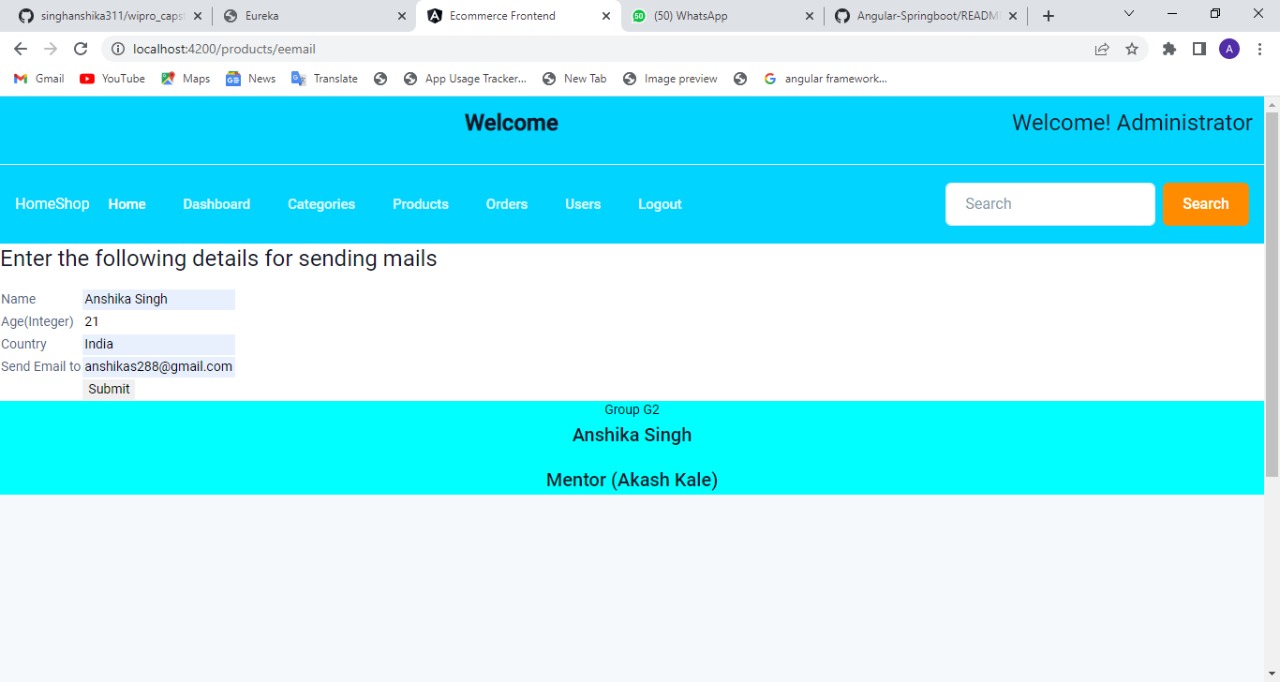 singhanshika311/wipro_caps
Eureka
Ecommerce Frontend
(50) WhatsApp
Angular-Springboot/READM
localhost:4200/products/eemail
A
Gmail
YouTube
Maps
News
Translate
App Usage Tracker...
New Tab
Image preview
angular framework...
Welcome
Welcome! Administrator
HomeShop Home Dashboard Categories Products Orders Users Logout Search Search
Enter the following details for sending mails
Name Anshika Singh
Age(Integer) 21
Country India
Send Email to anshikas288@gmail.com
Submit
Group G2
Anshika Singh
Mentor (Akash Kale)